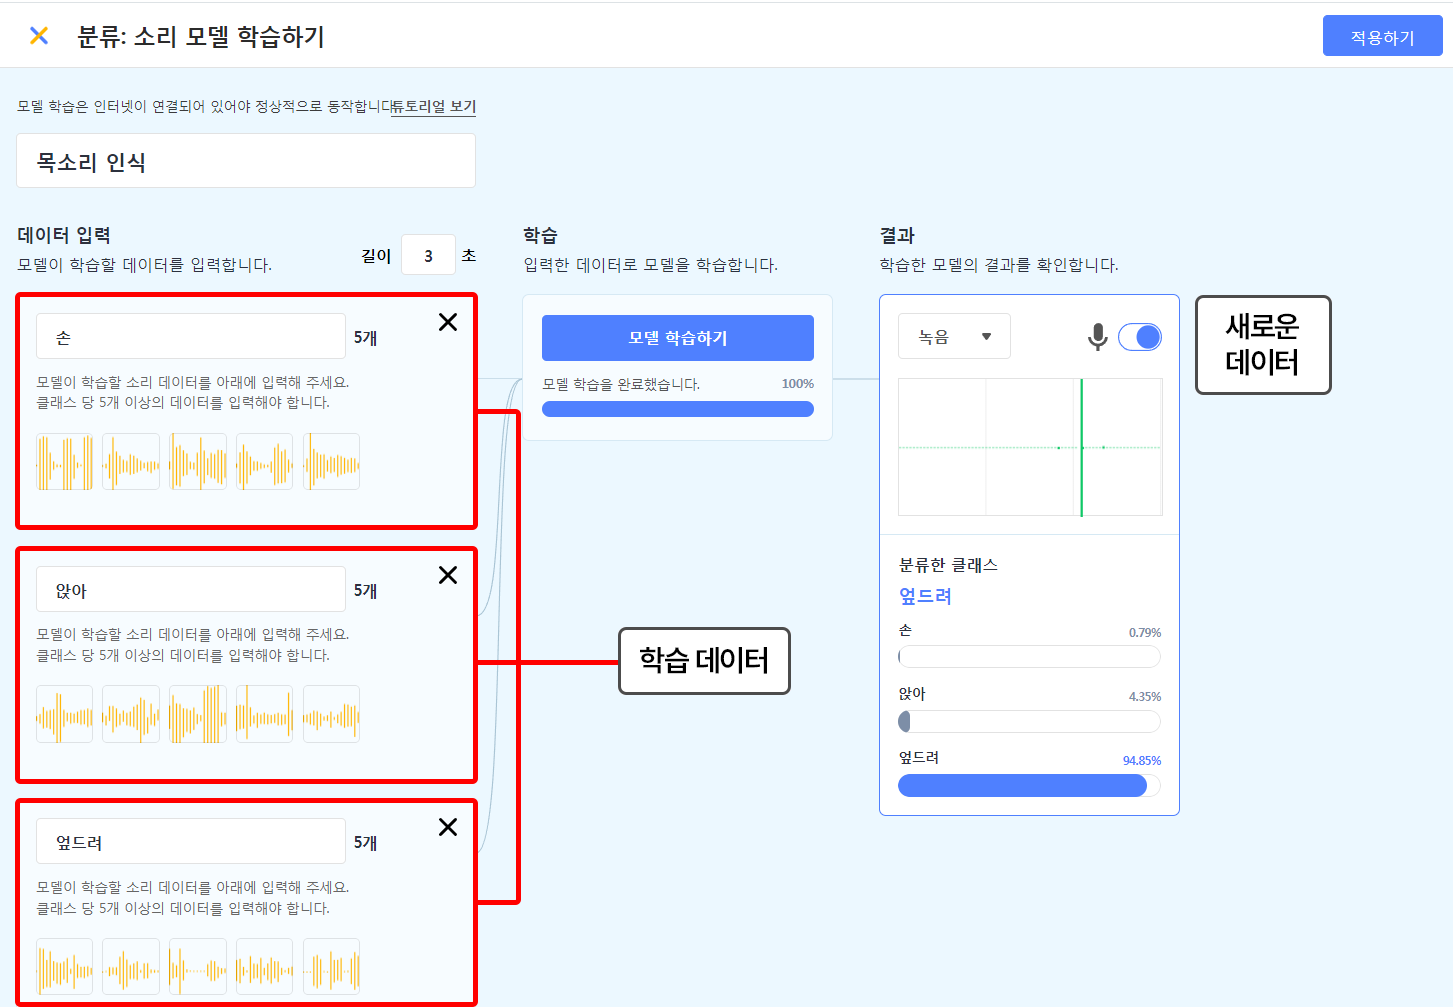 분류: 소리 모델 학습하기
적용하기
모델 학습은 인터넷이 연결되어 있어야 정상적으로 동작합니다
튜토리얼 보기
목소리 인식
데이터 입력
모델이 학습할 데이터를 입력합니다.
길이 3 초
손 5개
모델이 학습할 소리 데이터를 아래에 입력해 주세요.
클래스 당 5개 이상의 데이터를 입력해야 합니다.
앉아 5개
모델이 학습할 소리 데이터를 아래에 입력해 주세요.
클래스 당 5개 이상의 데이터를 입력해야 합니다.
엎드려 5개
모델이 학습할 소리 데이터를 아래에 입력해 주세요.
클래스 당 5개 이상의 데이터를 입력해야 합니다.
학습 데이터
학습
입력한 데이터로 모델을 학습합니다.
모델 학습하기
모델 학습을 완료했습니다. 100%
결과
학습한 모델의 결과를 확인합니다.
녹음
새로운
데이터
분류한 클래스
엎드려
손 0.79%
앉아 4.35%
엎드려 94.85%